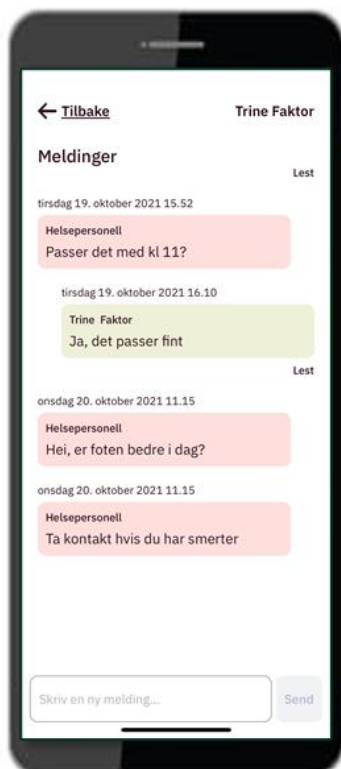 ← Tilbake Trine Faktor
Meldinger
Lest
tirsdag 19. oktober 2021 15.52
Helsepersonell
Passer det med kl 11?
tirsdag 19. oktober 2021 16.10
Trine Faktor
Ja, det passer fint
Lest
onsdag 20. oktober 2021 11.15
Helsepersonell
Hei, er foten bedre i dag?
onsdag 20. oktober 2021 11.15
Helsepersonell
Ta kontakt hvis du har smerter
Skriv en ny melding... Send